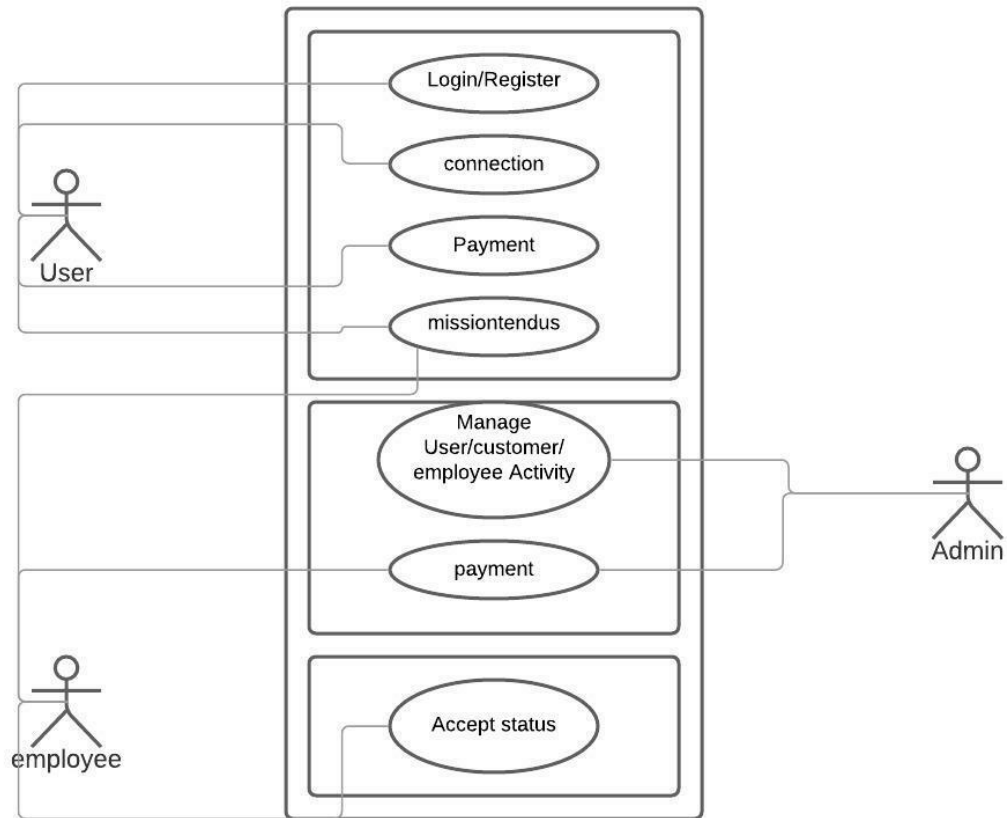 Login/Register
connection
Payment
User
missiontendus
Manage
User/customer/
employee Activity
Admin
payment
Accept status
employee